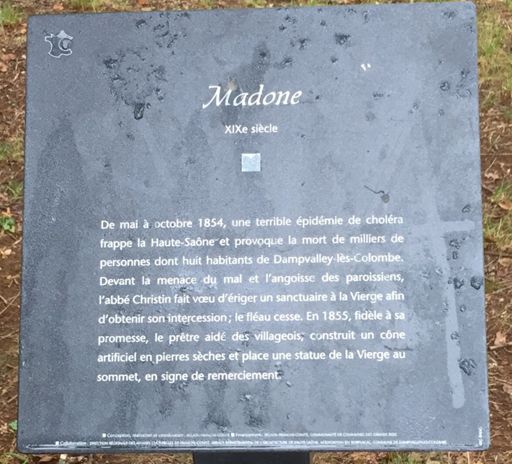 Madone
XIXe siècle
De mai à octobre 1854, une terrible épidémie de choléra
frappe la Haute-Saône et provoque la mort de milliers de
personnes dont huit habitants de Dampvalley-lès-Colombe.
Devant la menace du mal et l'angoisse des paroissiens,
l'abbé Christin fait vœu d'ériger un sanctuaire à la Vierge afin
d'obtenir son intercession ; le fléau cesse. En 1855, fidèle à sa
promesse, le prêtre aidé des villageois, construit un cône
artificiel en pierres sèches et place une statue de la Vierge au
sommet, en signe de remerciement.